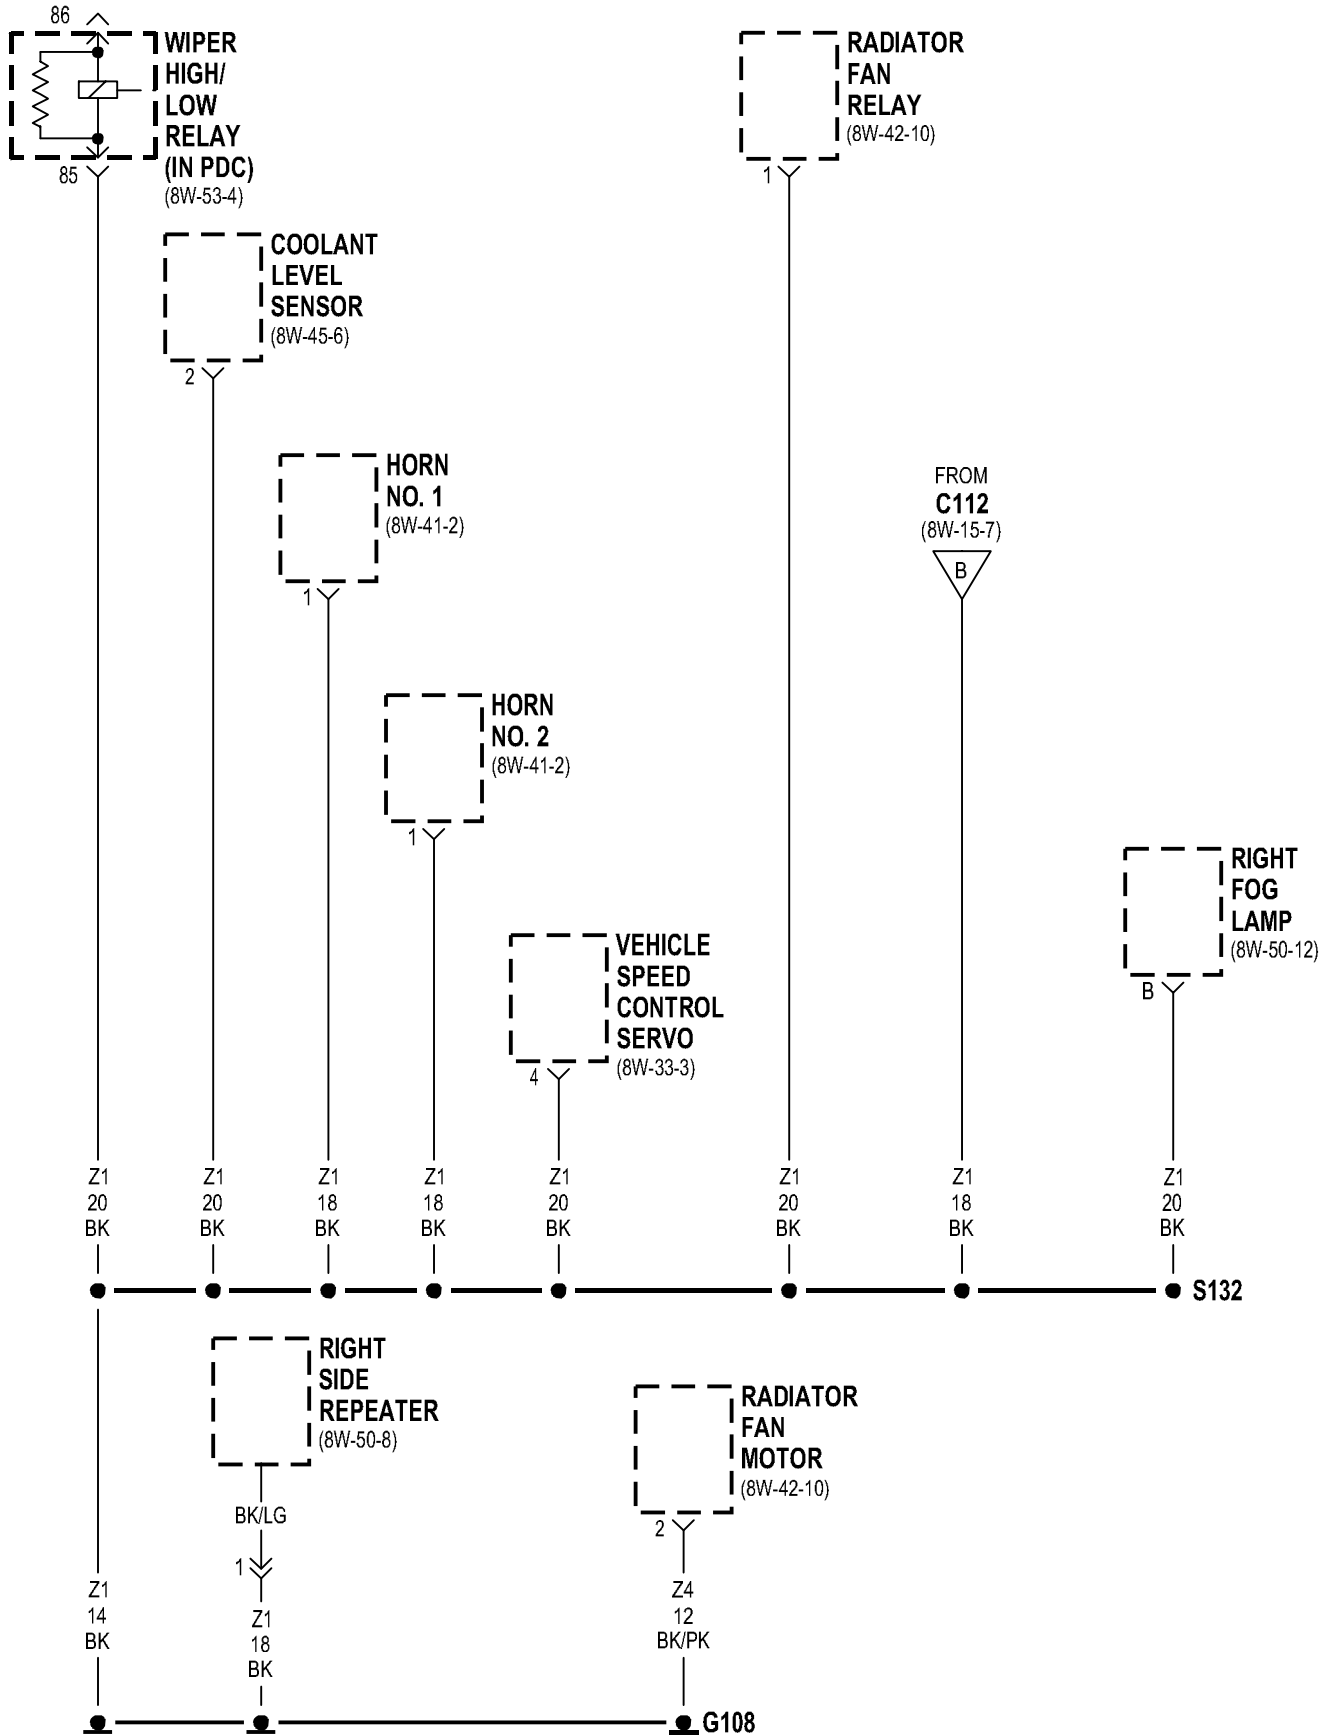 86
WIPER
HIGH/
LOW
RELAY
(IN PDC)
(8W-53-4)
85
RADIATOR
FAN
RELAY
(8W-42-10)
1
COOLANT
LEVEL
SENSOR
(8W-45-6)
2
HORN
NO. 1
(8W-41-2)
1
FROM
C112
(8W-15-7)
B
HORN
NO. 2
(8W-41-2)
1
RIGHT
FOG
LAMP
(8W-50-12)
B
VEHICLE
SPEED
CONTROL
SERVO
(8W-33-3)
4
Z1 Z1 Z1 Z1 Z1 Z1 Z1 Z1
20 20 18 18 20 20 18 20
BK BK BK BK BK BK BK BK
S132
RIGHT
SIDE
REPEATER
(8W-50-8)
BK/LG
1
RADIATOR
FAN
MOTOR
(8W-42-10)
2
Z1
14
BK
Z1
18
BK
Z4
12
BK/PK
G108